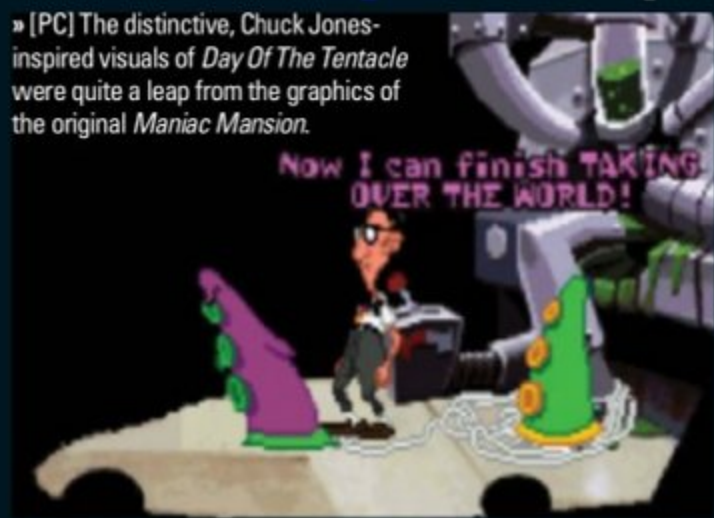 » [PC] The distinctive, Chuck Jones-
inspired visuals of Day Of The Tentacle
were quite a leap from the graphics of
the original Maniac Mansion.
Now I can finish TAKING
OVER THE WORLD!